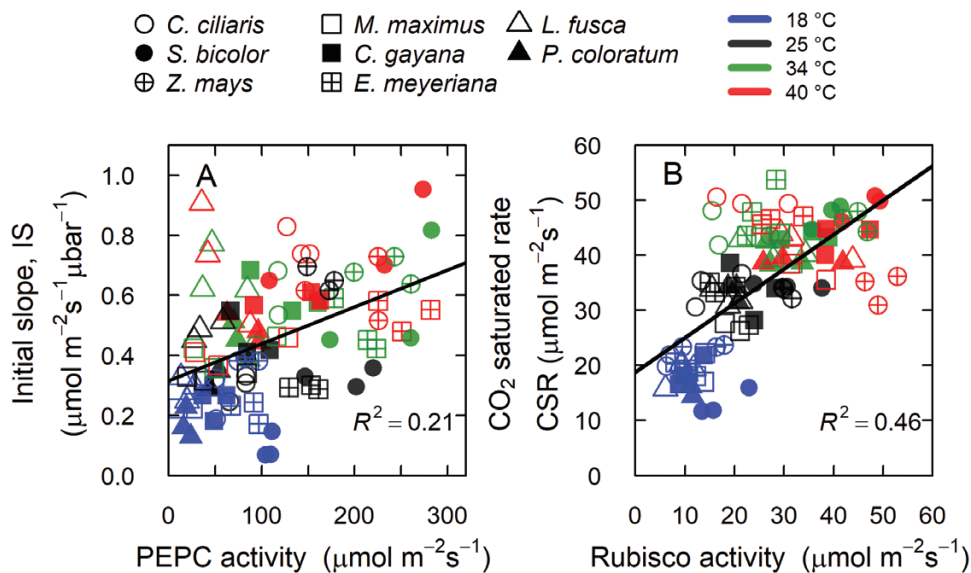 C. ciliaris M. maximus L. fusca 18 °C
S. bicolor C. gayana P. coloratum 25 °C
Z. mays E. meyeriana 34 °C
40 °C
A
Initial slope, IS
(μmol m⁻²s⁻¹ μbar⁻¹)
1.0
0.8
0.6
0.4
0.2
0.0
R² = 0.21
0 100 200 300
PEPC activity (μmol m⁻²s⁻¹)
B
CO₂ saturated rate
CSR (μmol m⁻²s⁻¹)
60
50
40
30
20
10
0
R² = 0.46
0 10 20 30 40 50 60
Rubisco activity (μmol m⁻²s⁻¹)